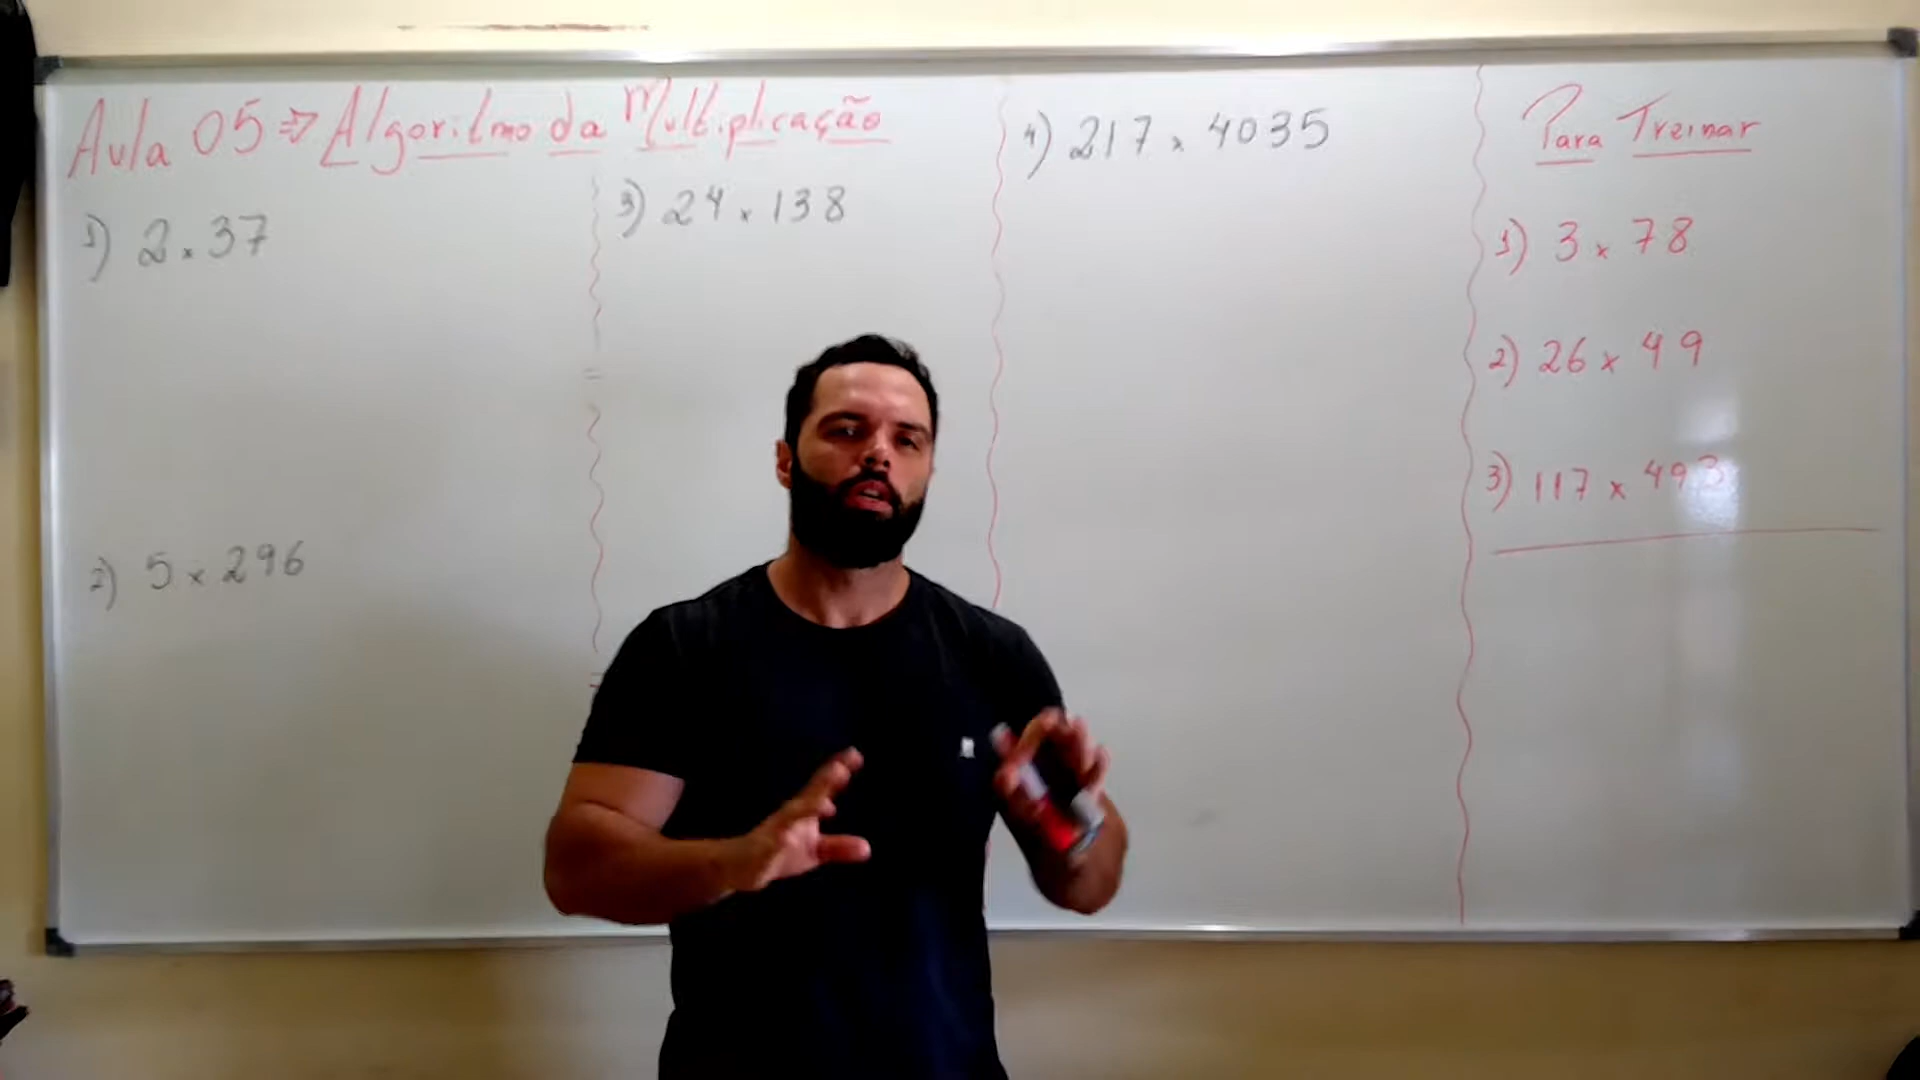 Aula 05 ⇒ Algoritmo da Multiplicação
1) 2 x 37
2) 5 x 296
3) 24 x 138
4) 217 x 4035
Para Treinar
1) 3 x 78
2) 26 x 49
3) 117 x 493